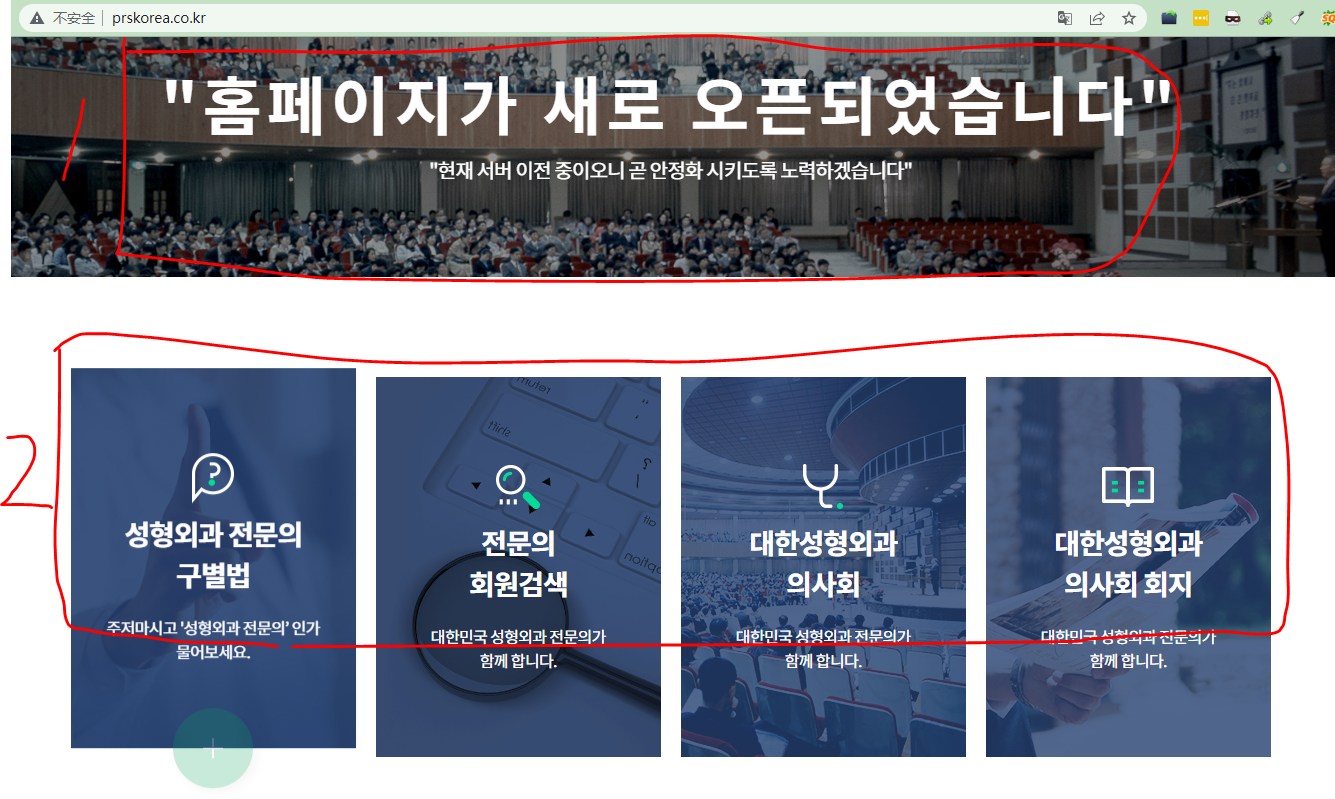 不安全 | prskorea.co.kr
1
"홈페이지가 새로 오픈되었습니다"
"현재 서버 이전 중이오니 곧 안정화 시키도록 노력하겠습니다"
2
성형외과 전문의
구별법
주저마시고 '성형외과 전문의' 인가
물어보세요.
전문의
회원검색
대한민국 성형외과 전문의가
함께 합니다.
대한성형외과
의사회
대한민국 성형외과 전문의가
함께 합니다.
대한성형외과
의사회 회지
대한민국 성형외과 전문의가
함께 합니다.